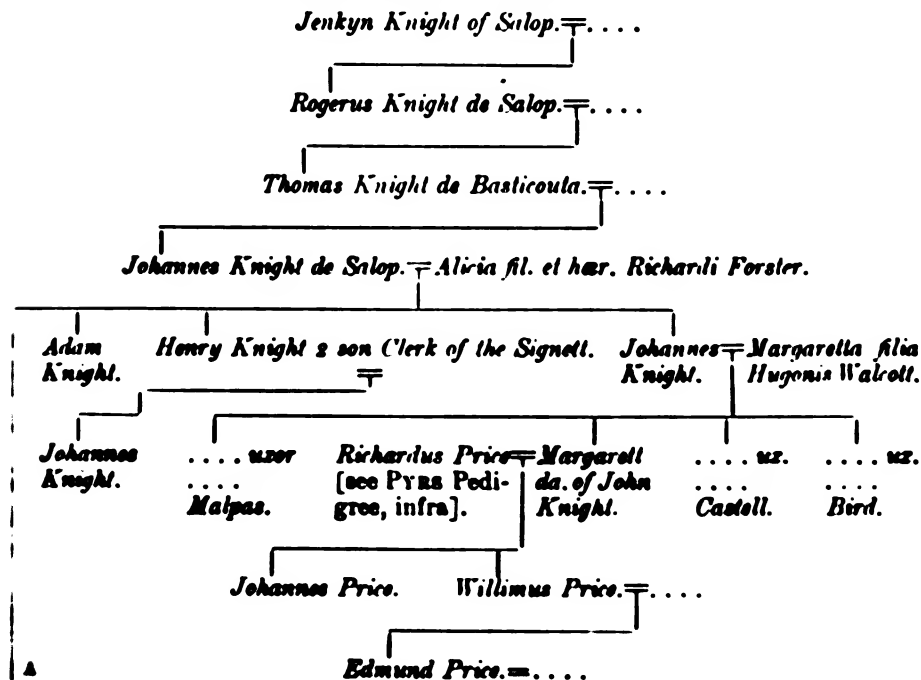 Jenkyn Knight of Salop. = . . . .
Rogerus Knight de Salop. = . . . .
Thomas Knight de Basticouta. = . . . .
Johannes Knight de Salop. = Alicia fil. et hær. Richardi Forster.
Adam Knight.
Henry Knight 2 son Clerk of the Signett. =
Johannes Knight. = Margaretta filia
Hugonis Walcott.
Johannes
Knight.
. . . . uxor
. . . .
Malpas.
Richardus Price =
[see PYRS Pedi-
gree, infra].
Margarett
da. of John
Knight.
. . . . ux.
. . . .
Castell.
. . . . ux.
. . . .
Bird.
Johannes Price.
Willimus Price. = . . . .
A
Edmund Price. = . . . .